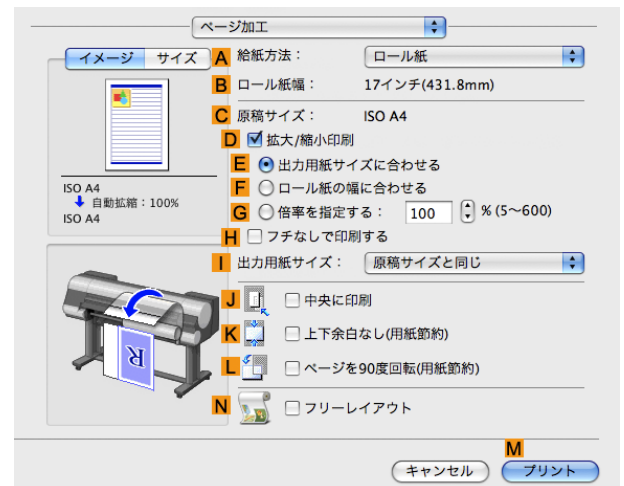 ページ加工
イメージ サイズ
A 給紙方法： ロール紙
B ロール紙幅： 17インチ(431.8mm)
C 原稿サイズ： ISO A4
D 拡大/縮小印刷
E 出力用紙サイズに合わせる
F ロール紙の幅に合わせる
G 倍率を指定する： 100 % (5～600)
H フチなしで印刷する
I 出力用紙サイズ： 原稿サイズと同じ
ISO A4
自動拡縮：100%
ISO A4
J 中央に印刷
K 上下余白なし(用紙節約)
L ページを90度回転(用紙節約)
N フリーレイアウト
R
M
キャンセル プリント